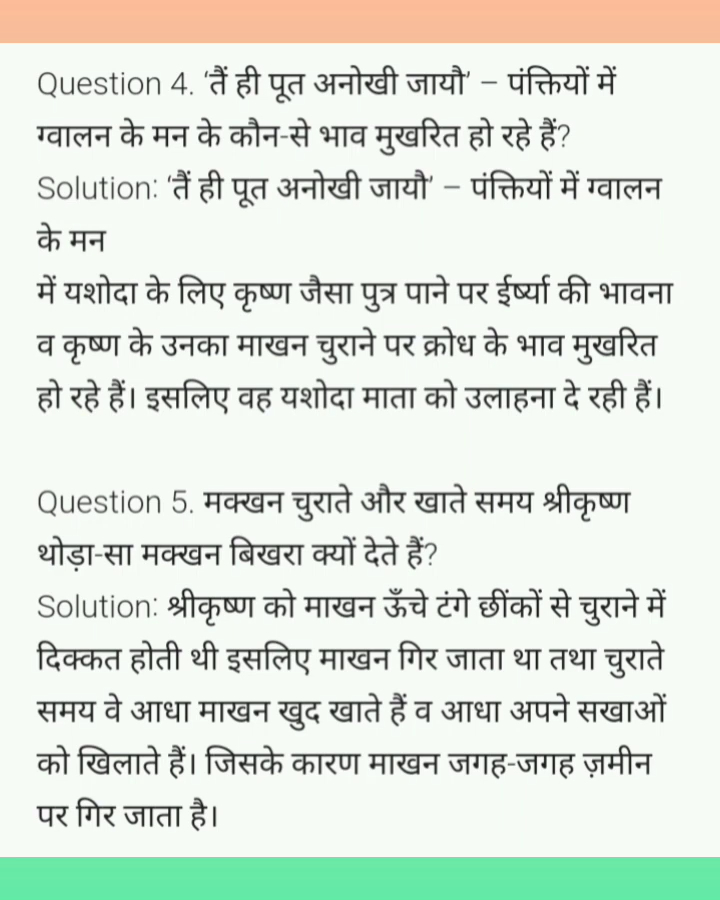 Question 4. ‘तैं ही पूत अनोखी जायौ’ – पंक्तियों में
ग्वालन के मन के कौन-से भाव मुखरित हो रहे हैं?
Solution: ‘तैं ही पूत अनोखी जायौ’ – पंक्तियों में ग्वालन
के मन
में यशोदा के लिए कृष्ण जैसा पुत्र पाने पर ईर्ष्या की भावना
व कृष्ण के उनका माखन चुराने पर क्रोध के भाव मुखरित
हो रहे हैं। इसलिए वह यशोदा माता को उलाहना दे रही हैं।
Question 5. मक्खन चुराते और खाते समय श्रीकृष्ण
थोड़ा-सा मक्खन बिखरा क्यों देते हैं?
Solution: श्रीकृष्ण को माखन ऊँचे टंगे छींकों से चुराने में
दिक्कत होती थी इसलिए माखन गिर जाता था तथा चुराते
समय वे आधा माखन खुद खाते हैं व आधा अपने सखाओं
को खिलाते हैं। जिसके कारण माखन जगह-जगह ज़मीन
पर गिर जाता है।